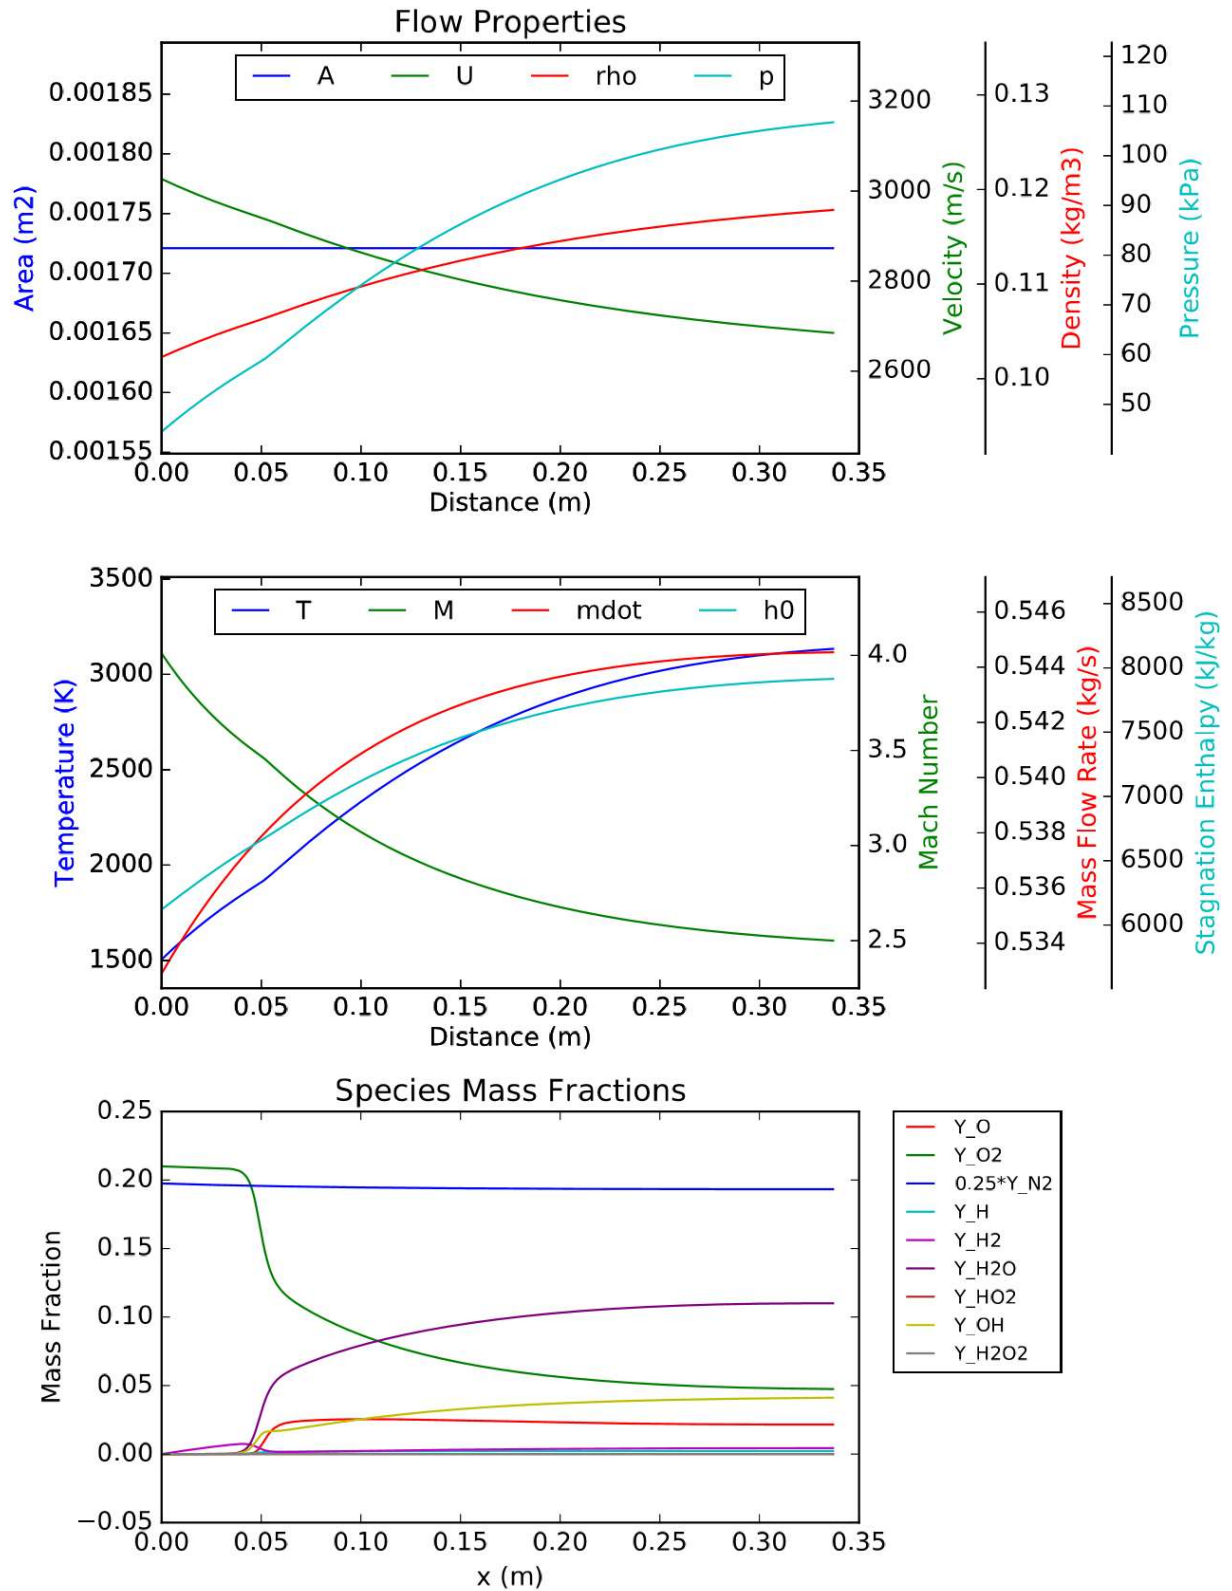 Flow Properties
A U rho p
0.00185
0.00180
0.00175
0.00170
0.00165
0.00160
0.00155
Area (m2)
3200
3000
2800
2600
Velocity (m/s)
0.13
0.12
0.11
0.10
Density (kg/m3)
120
110
100
90
80
70
60
50
Pressure (kPa)
0.00 0.05 0.10 0.15 0.20 0.25 0.30 0.35
Distance (m)
T M mdot h0
3500
3000
2500
2000
1500
Temperature (K)
4.0
3.5
3.0
2.5
Mach Number
0.546
0.544
0.542
0.540
0.538
0.536
0.534
Mass Flow Rate (kg/s)
8500
8000
7500
7000
6500
6000
Stagnation Enthalpy (kJ/kg)
0.00 0.05 0.10 0.15 0.20 0.25 0.30 0.35
Distance (m)
Species Mass Fractions
0.25
0.20
0.15
0.10
0.05
0.00
−0.05
Mass Fraction
0.00 0.05 0.10 0.15 0.20 0.25 0.30 0.35
x (m)
Y_O
Y_O2
0.25*Y_N2
Y_H
Y_H2
Y_H2O
Y_HO2
Y_OH
Y_H2O2